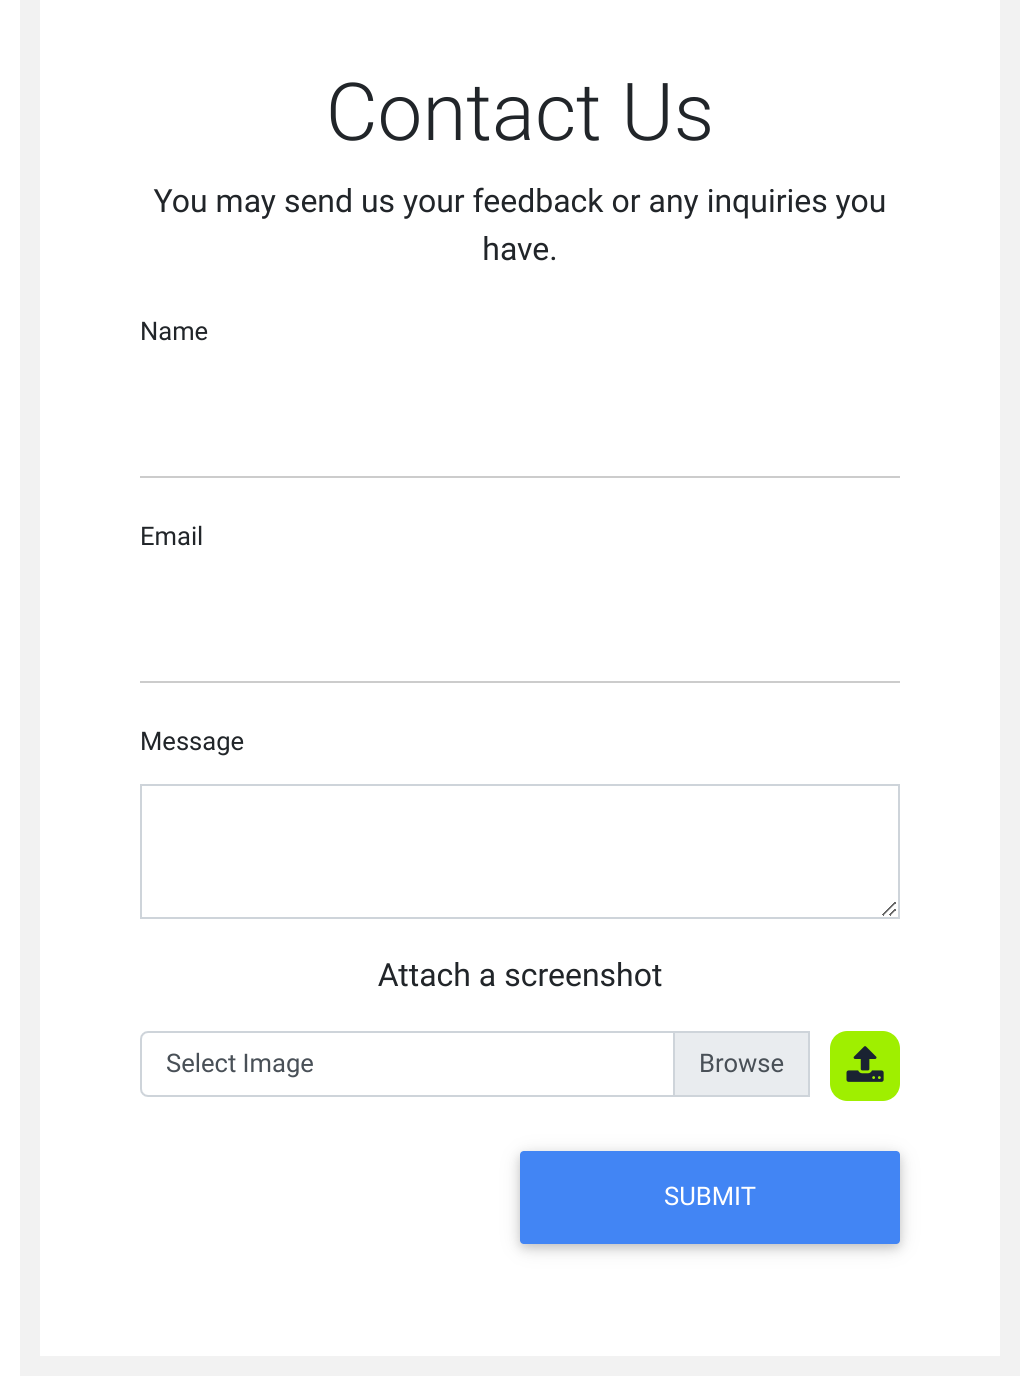 Contact Us
You may send us your feedback or any inquiries you
have.
Name
Email
Message
Attach a screenshot
Select Image
Browse
SUBMIT